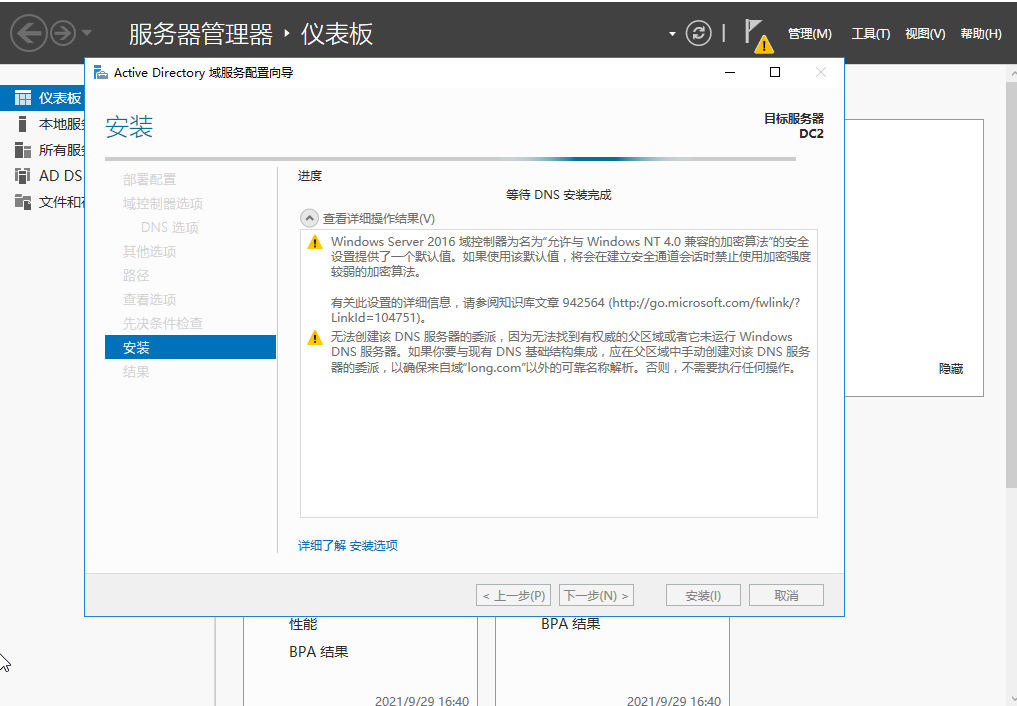 服务器管理器 ‣ 仪表板
管理(M) 工具(T) 视图(V) 帮助(H)
仪表板
本地服
所有服
AD DS
文件和
Active Directory 域服务配置向导
安装
目标服务器
DC2
部署配置
域控制器选项
DNS 选项
其他选项
路径
查看选项
先决条件检查
安装
结果
进度
等待 DNS 安装完成
查看详细操作结果(V)
Windows Server 2016 域控制器为名为“允许与 Windows NT 4.0 兼容的加密算法”的安全
设置提供了一个默认值。如果使用该默认值，将会在建立安全通道会话时禁止使用加密强度
较弱的加密算法。
有关此设置的详细信息，请参阅知识库文章 942564 (http://go.microsoft.com/fwlink/?
LinkId=104751)。
无法创建该 DNS 服务器的委派，因为无法找到有权威的父区域或者它未运行 Windows
DNS 服务器。如果你要与现有 DNS 基础结构集成，应在父区域中手动创建对该 DNS 服务
器的委派，以确保来自域“long.com”以外的可靠名称解析。否则，不需要执行任何操作。
详细了解 安装选项
< 上一步(P) 下一步(N) > 安装(I) 取消
隐藏
性能
BPA 结果
2021/9/29 16:40
BPA 结果
2021/9/29 16:40